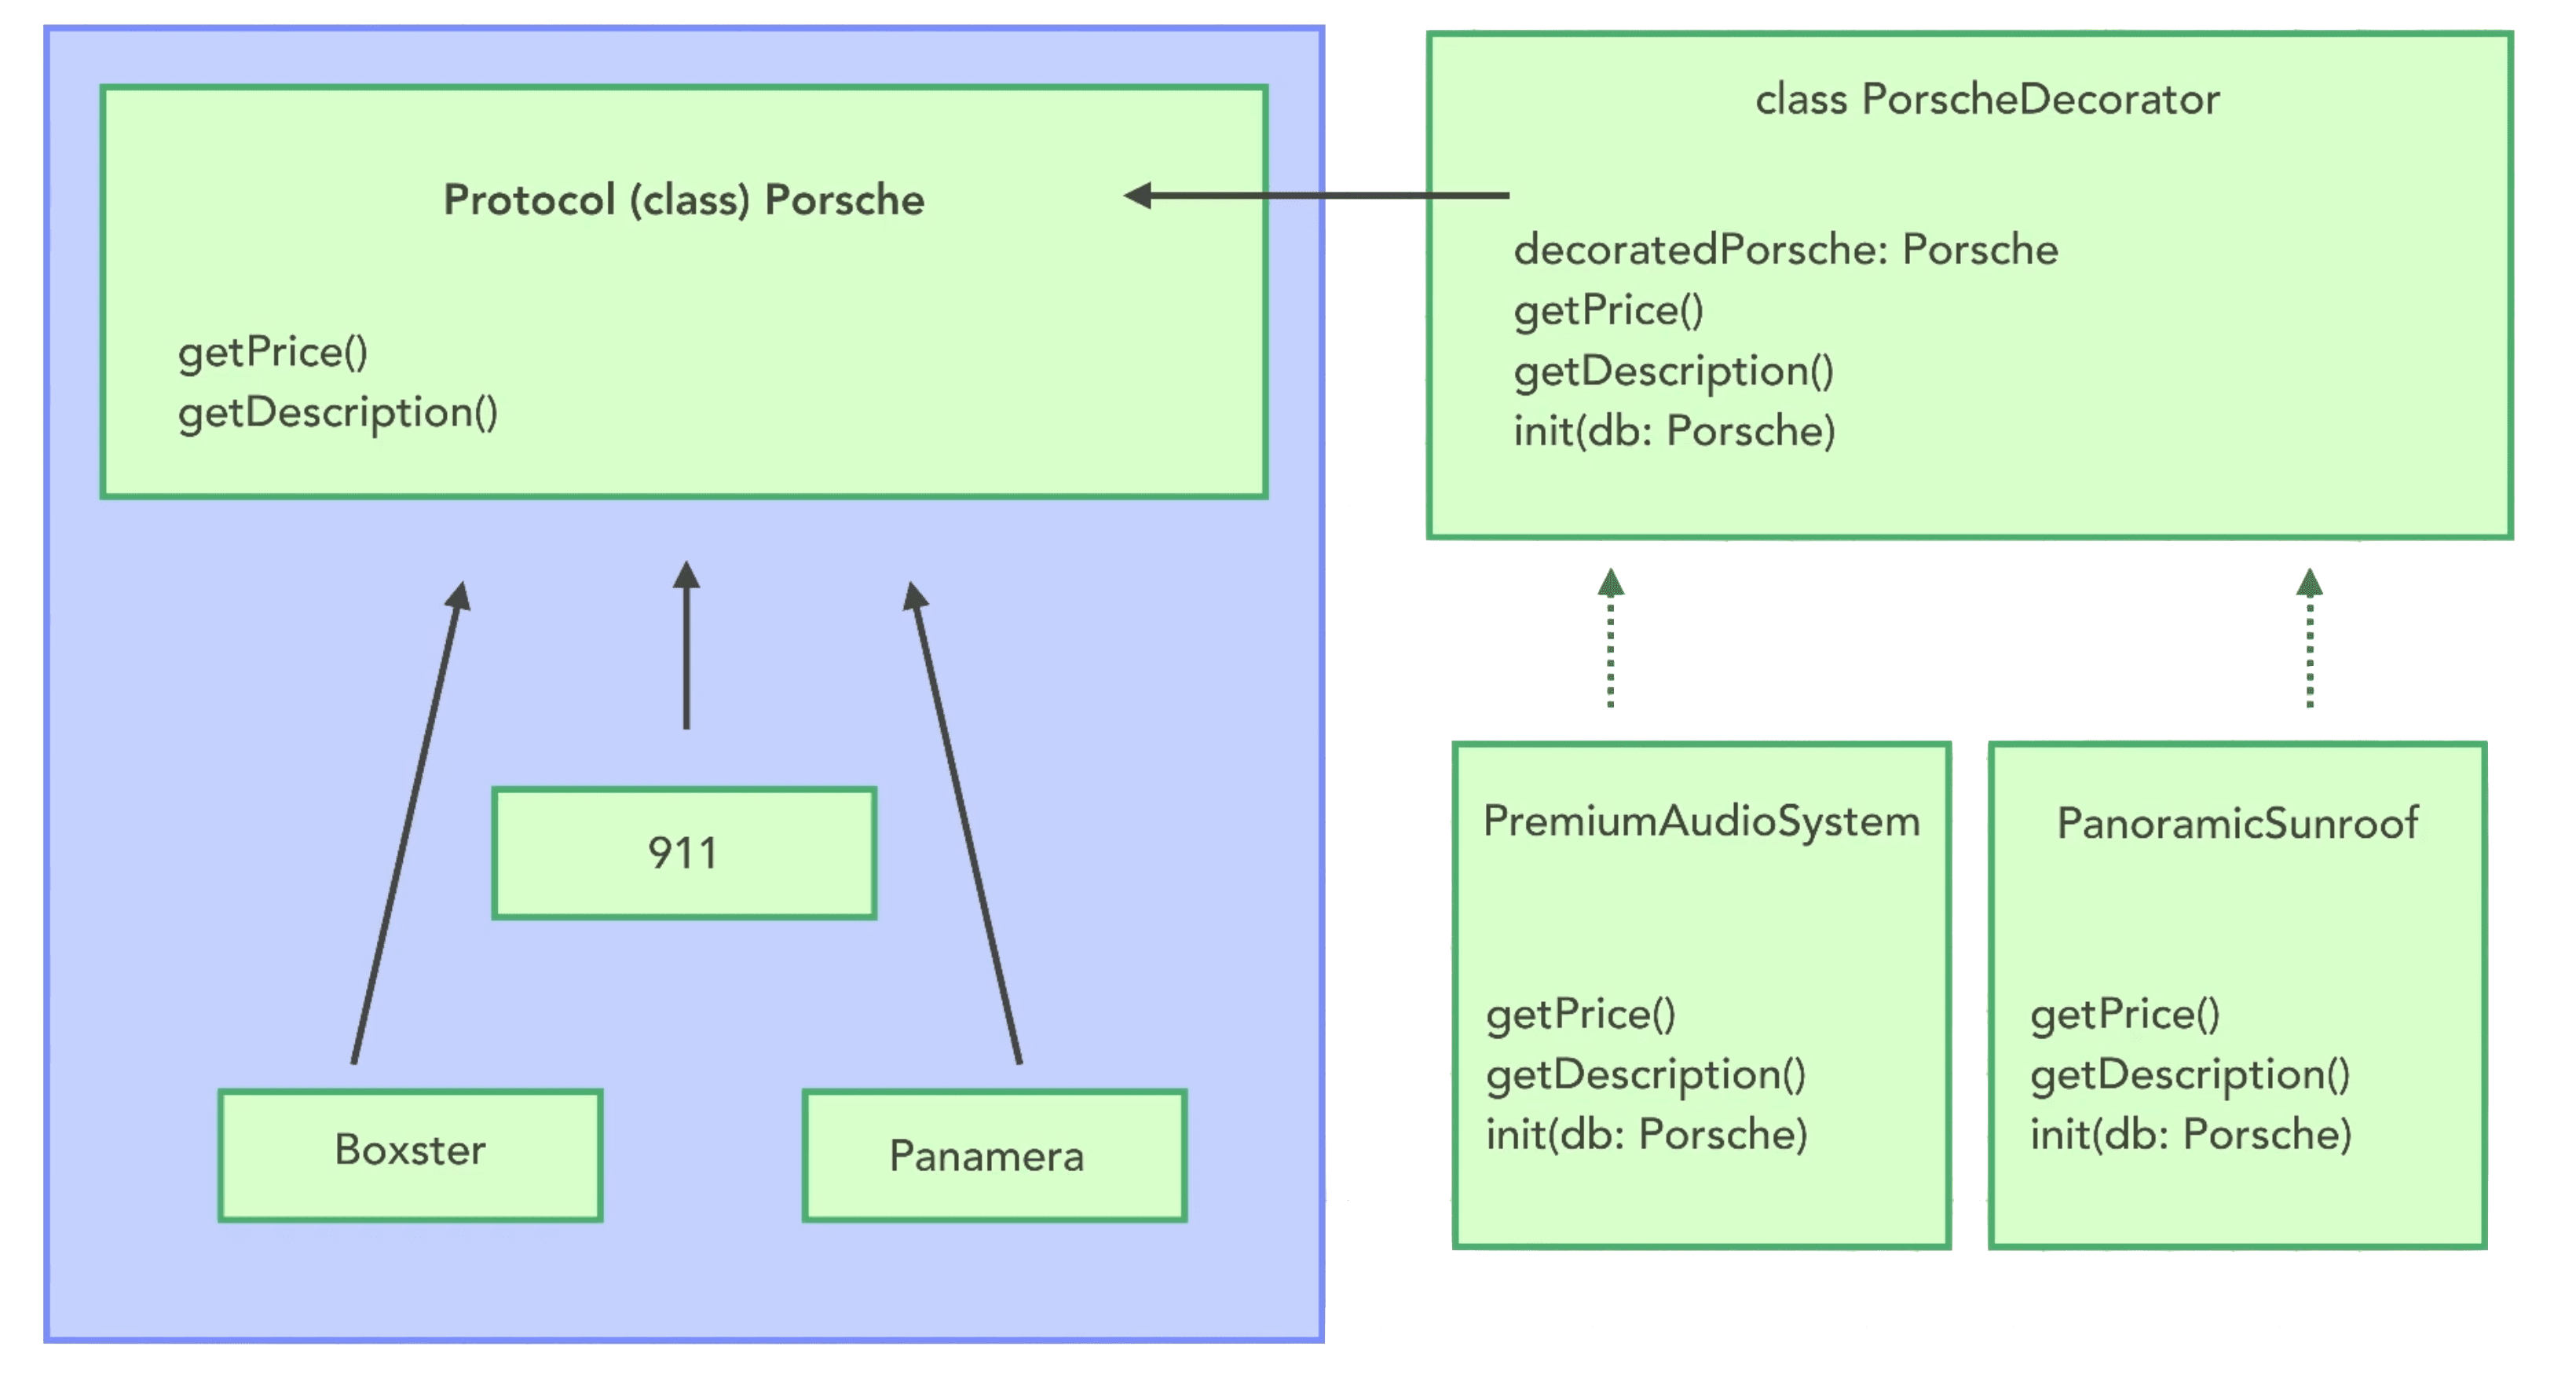 Protocol (class) Porsche
getPrice()
getDescription()
911
Boxster
Panamera
class PorscheDecorator
decoratedPorsche: Porsche
getPrice()
getDescription()
init(db: Porsche)
PremiumAudioSystem
getPrice()
getDescription()
init(db: Porsche)
PanoramicSunroof
getPrice()
getDescription()
init(db: Porsche)